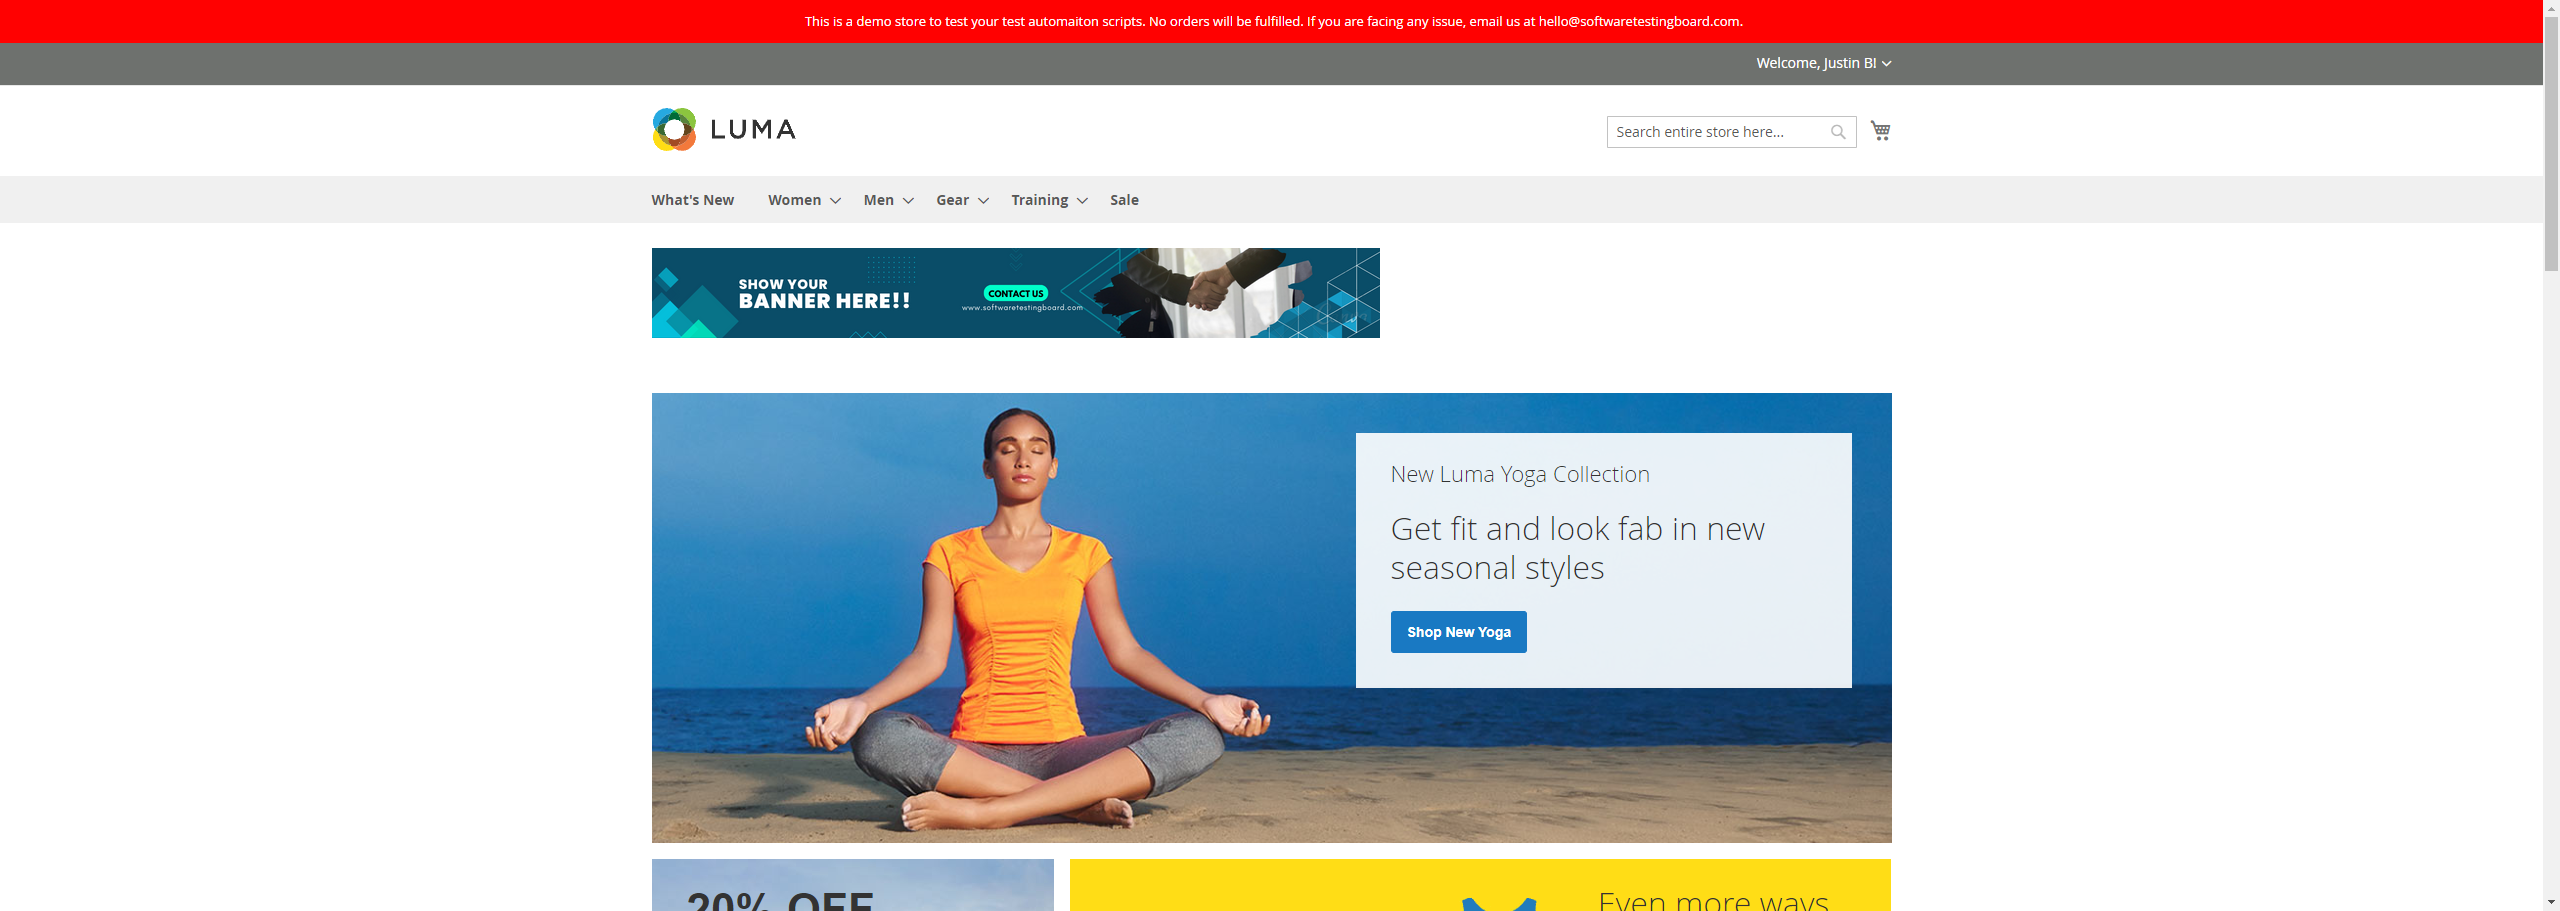 This is a demo store to test your test automaiton scripts. No orders will be fulfilled. If you are facing any issue, email us at hello@softwaretestingboard.com.
Welcome, Justin BI
LUMA
Search entire store here...
What's New Women Men Gear Training Sale
SHOW YOUR
BANNER HERE!!
CONTACT US
www.softwaretestingboard.com
New Luma Yoga Collection
Get fit and look fab in new
seasonal styles
Shop New Yoga
20% OFF
Even more ways